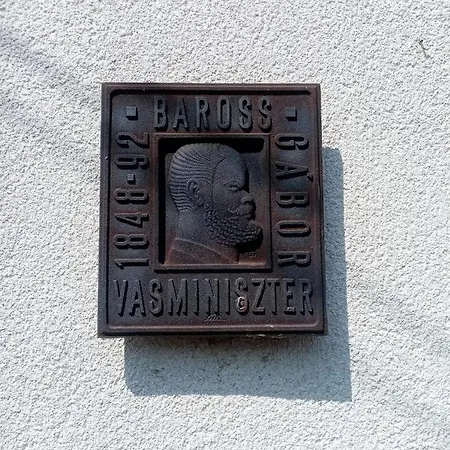 BAROSS
GÁBOR
1848-92
VASMINISZTER